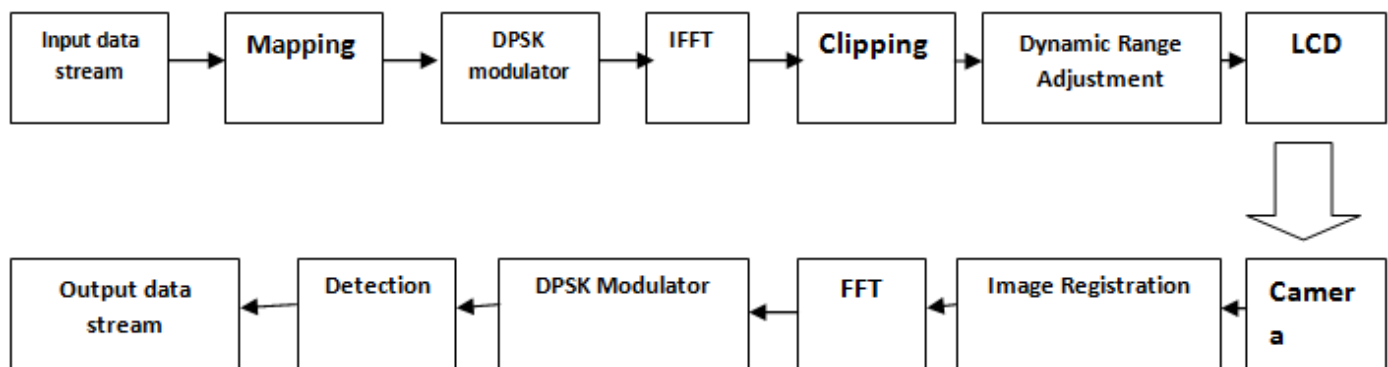 Input data
stream
Mapping
DPSK
modulator
IFFT
Clipping
Dynamic Range
Adjustment
LCD
Output data
stream
Detection
DPSK Modulator
FFT
Image Registration
Camer
a